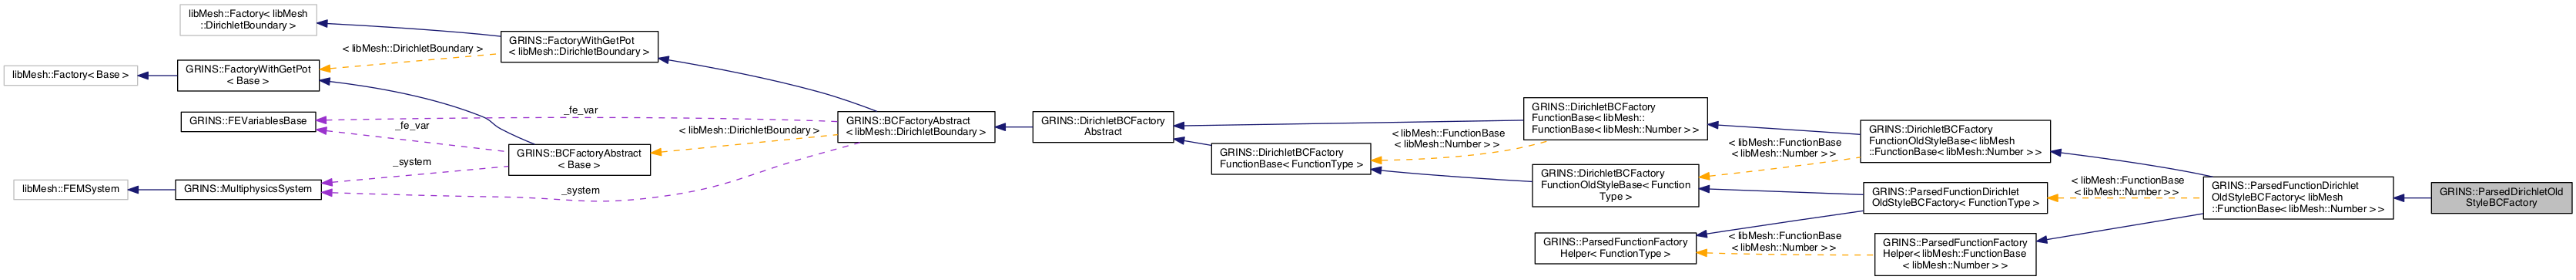 libMesh::Factory< libMesh
::DirichletBoundary >
libMesh::Factory< Base >
GRINS::FactoryWithGetPot
< Base >
GRINS::FEVariablesBase
libMesh::FEMSystem
GRINS::MultiphysicsSystem
< libMesh::DirichletBoundary >
_fe_var
_fe_var
_system
_system
GRINS::FactoryWithGetPot
< libMesh::DirichletBoundary >
GRINS::BCFactoryAbstract
< Base >
< libMesh::DirichletBoundary >
GRINS::BCFactoryAbstract
< libMesh::DirichletBoundary >
GRINS::DirichletBCFactory
Abstract
GRINS::DirichletBCFactory
FunctionBase< FunctionType >
< libMesh::FunctionBase
< libMesh::Number > >
GRINS::DirichletBCFactory
FunctionBase< libMesh::
FunctionBase< libMesh::Number > >
GRINS::DirichletBCFactory
FunctionOldStyleBase< Function
Type >
GRINS::ParsedFunctionFactory
Helper< FunctionType >
< libMesh::FunctionBase
< libMesh::Number > >
< libMesh::FunctionBase
< libMesh::Number > >
GRINS::DirichletBCFactory
FunctionOldStyleBase< libMesh
::FunctionBase< libMesh::Number > >
GRINS::ParsedFunctionDirichlet
OldStyleBCFactory< FunctionType >
GRINS::ParsedFunctionFactory
Helper< libMesh::FunctionBase
< libMesh::Number > >
< libMesh::FunctionBase
< libMesh::Number > >
GRINS::ParsedFunctionDirichlet
OldStyleBCFactory< libMesh
::FunctionBase< libMesh::Number > >
GRINS::ParsedDirichletOld
StyleBCFactory